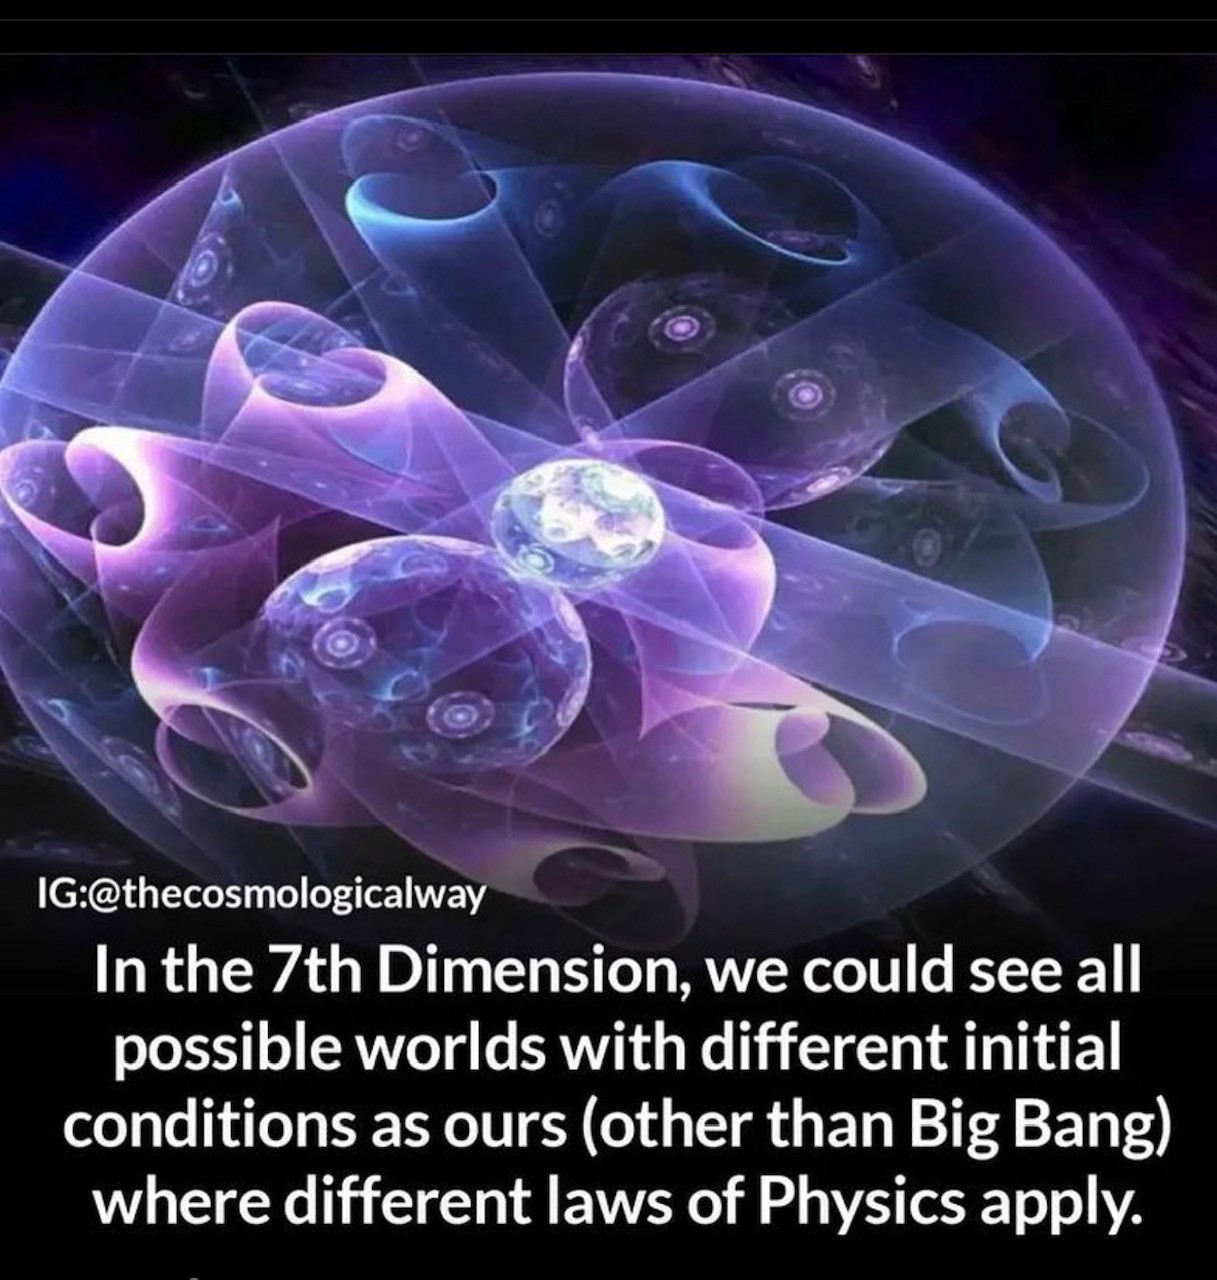 IG:@thecosmologicalway
In the 7th Dimension, we could see all
possible worlds with different initial
conditions as ours (other than Big Bang)
where different laws of Physics apply.